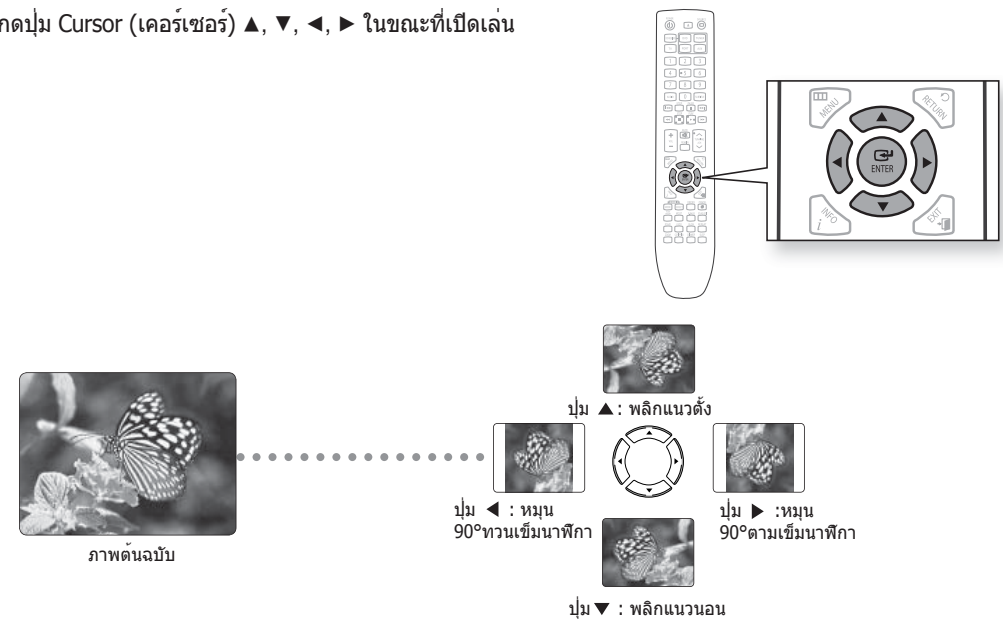 กดปุ่ม Cursor (เคอร์เซอร์) ▲, ▼, ◄, ► ในขณะที่เปิดเล่น
MENU
RETURN
ENTER
INFO
i
EXIT
ปุ่ม ▲ : พลิกแนวตั้ง
ปุ่ม ◄ : หมุน
90°ทวนเข็มนาฬิกา
ปุ่ม ► :หมุน
90°ตามเข็มนาฬิกา
ภาพต้นฉบับ
ปุ่ม ▼ : พลิกแนวนอน